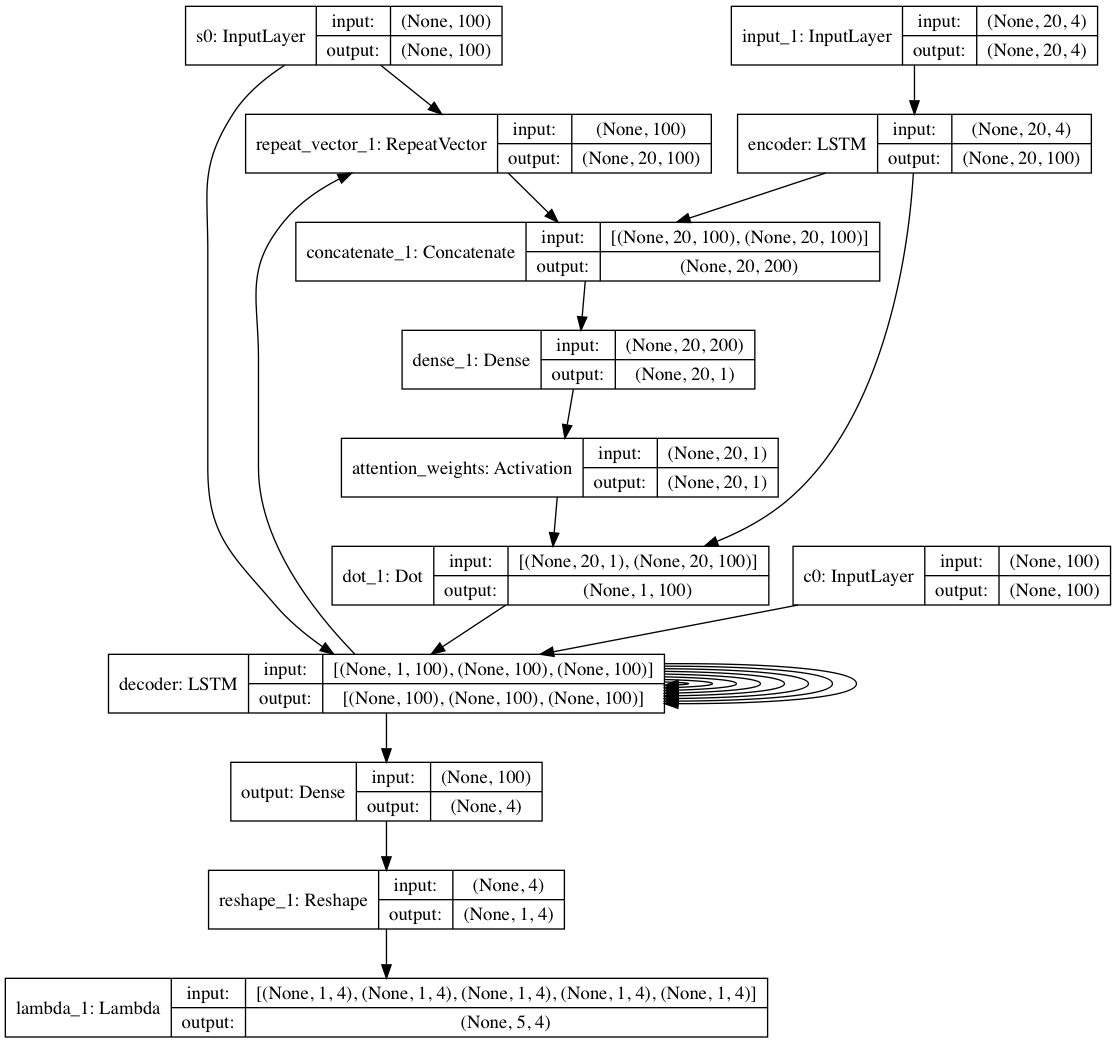 s0: InputLayer
input: (None, 100)
output: (None, 100)
input_1: InputLayer
input: (None, 20, 4)
output: (None, 20, 4)
repeat_vector_1: RepeatVector
input: (None, 100)
output: (None, 20, 100)
encoder: LSTM
input: (None, 20, 4)
output: (None, 20, 100)
concatenate_1: Concatenate
input: [(None, 20, 100), (None, 20, 100)]
output: (None, 20, 200)
dense_1: Dense
input: (None, 20, 200)
output: (None, 20, 1)
attention_weights: Activation
input: (None, 20, 1)
output: (None, 20, 1)
dot_1: Dot
input: [(None, 20, 1), (None, 20, 100)]
output: (None, 1, 100)
c0: InputLayer
input: (None, 100)
output: (None, 100)
decoder: LSTM
input: [(None, 1, 100), (None, 100), (None, 100)]
output: [(None, 100), (None, 100), (None, 100)]
output: Dense
input: (None, 100)
output: (None, 4)
reshape_1: Reshape
input: (None, 4)
output: (None, 1, 4)
lambda_1: Lambda
input: [(None, 1, 4), (None, 1, 4), (None, 1, 4), (None, 1, 4), (None, 1, 4)]
output: (None, 5, 4)